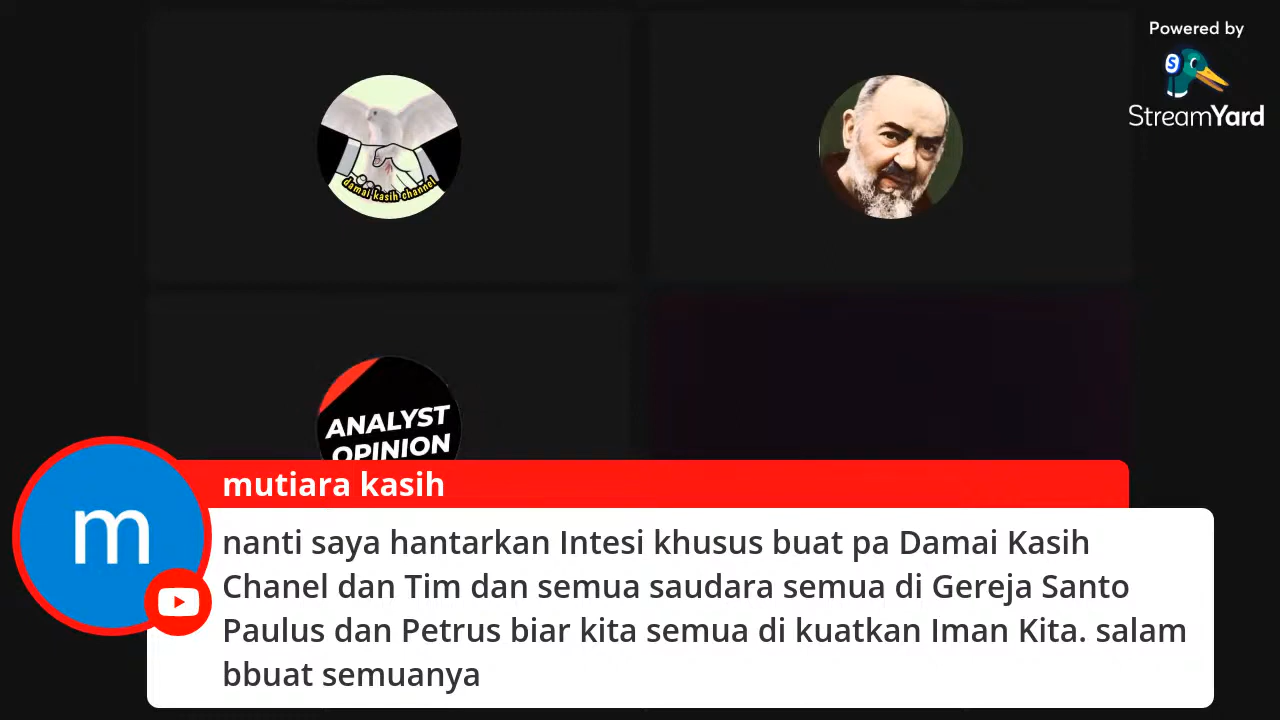 Powered by
S
StreamYard
damai kasih channel
ANALYST
OPINION
m
mutiara kasih
nanti saya hantarkan Intesi khusus buat pa Damai Kasih
Chanel dan Tim dan semua saudara semua di Gereja Santo
Paulus dan Petrus biar kita semua di kuatkan Iman Kita. salam
bbuat semuanya